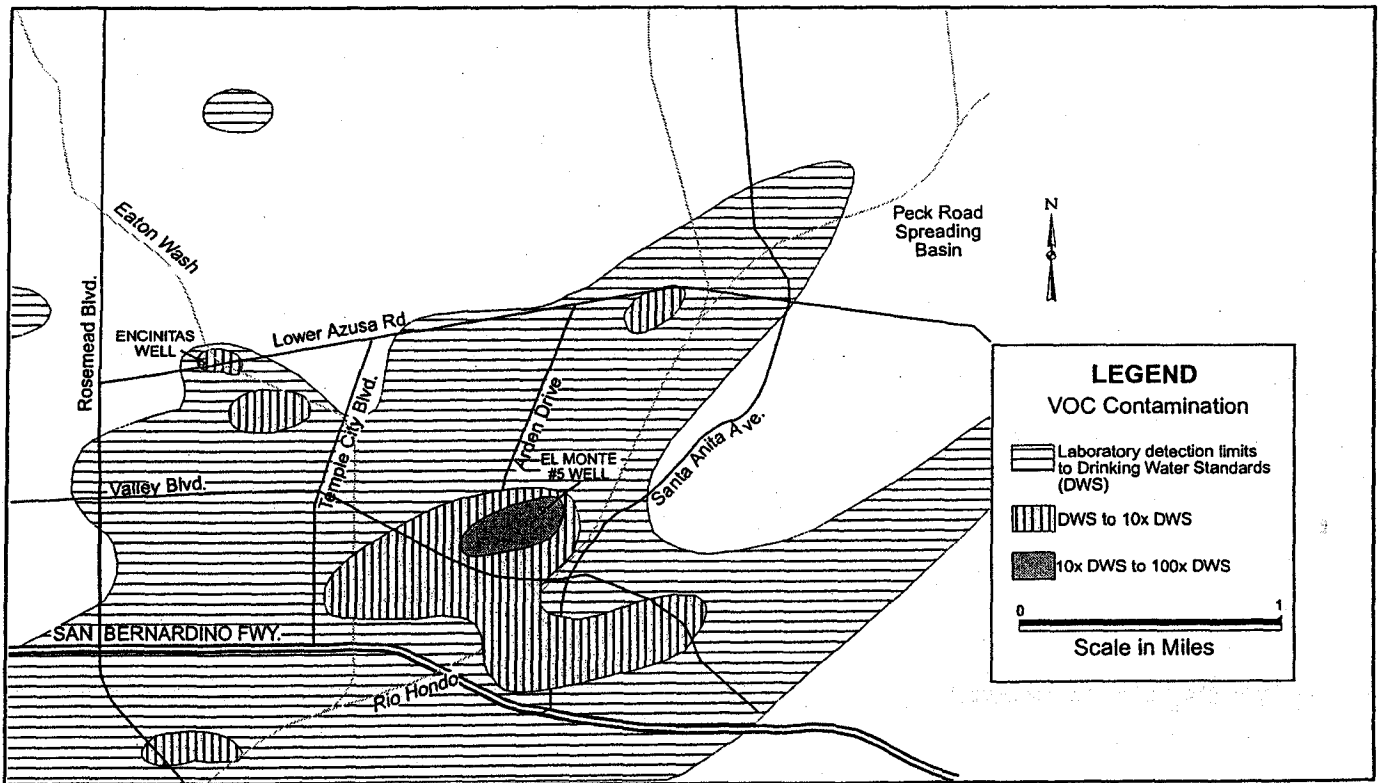 Eaton Wash
Rosemead Blvd.
ENCINITAS
WELL
Lower Azusa Rd.
Temple City Blvd.
Arden Drive
Peck Road
Spreading
Basin
N
Valley Blvd.
EL MONTE
#5 WELL
Santa Anita Ave.
SAN BERNARDINO FWY.
Rio Hondo
LEGEND
VOC Contamination
Laboratory detection limits
to Drinking Water Standards
(DWS)
DWS to 10x DWS
10x DWS to 100x DWS
0 1
Scale in Miles